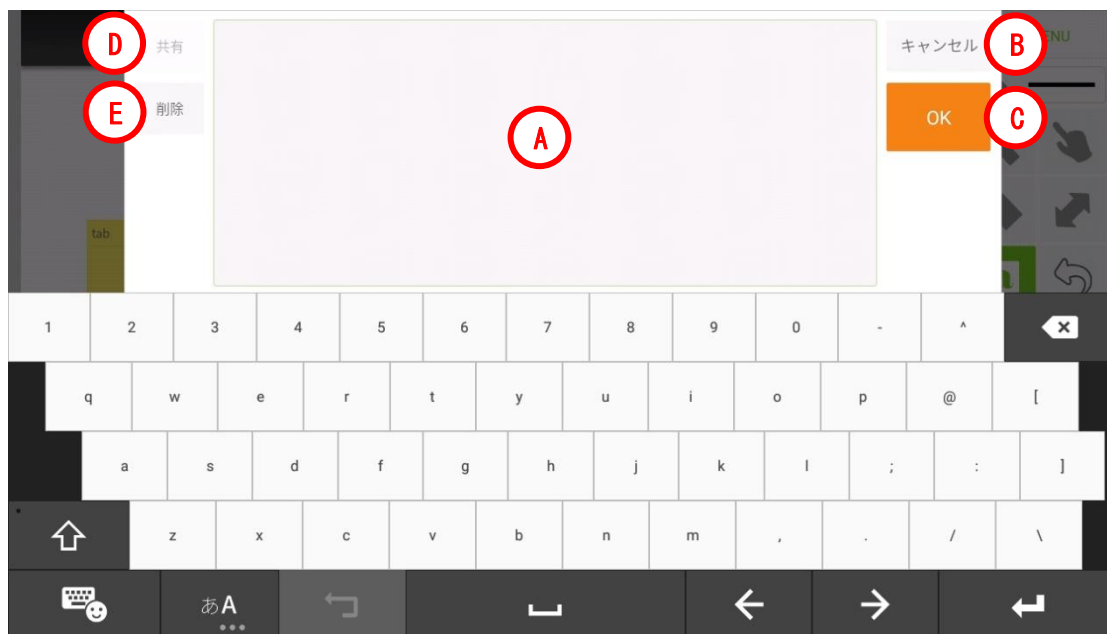 D 共有 キャンセル B ENU
E 削除 OK C
A
tab
1 2 3 4 5 6 7 8 9 0 - ^
q w e r t y u i o p @ [
a s d f g h j k l ; : ]
z x c v b n m , . / \
あA